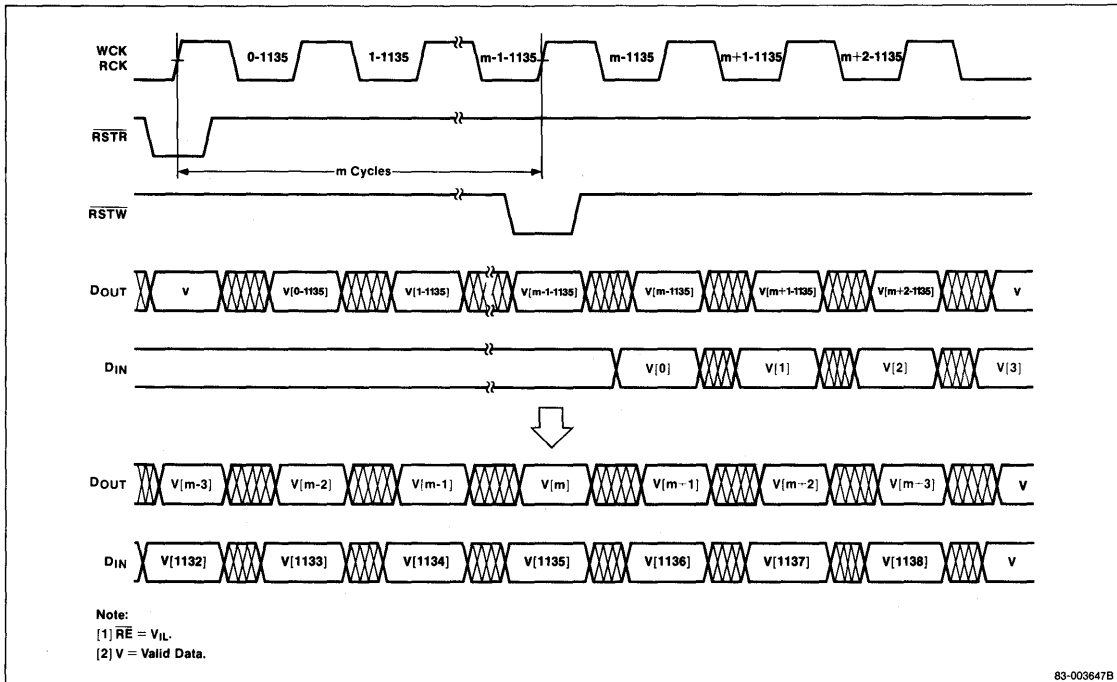 WCK
RCK
0-1135 1-1135 m-1-1135 m-1135 m+1-1135 m+2-1135
RSTR
m Cycles
RSTW
DOUT V V[0-1135] V[1-1135] V[m-1-1135] V[m-1135] V[m+1-1135] V[m+2-1135] V
DIN V[0] V[1] V[2] V[3]
DOUT V[m-3] V[m-2] V[m-1] V[m] V[m+1] V[m+2] V[m+3] V
DIN V[1132] V[1133] V[1134] V[1135] V[1136] V[1137] V[1138] V
Note:
[1] RE = VIL.
[2] V = Valid Data.
83-003647B